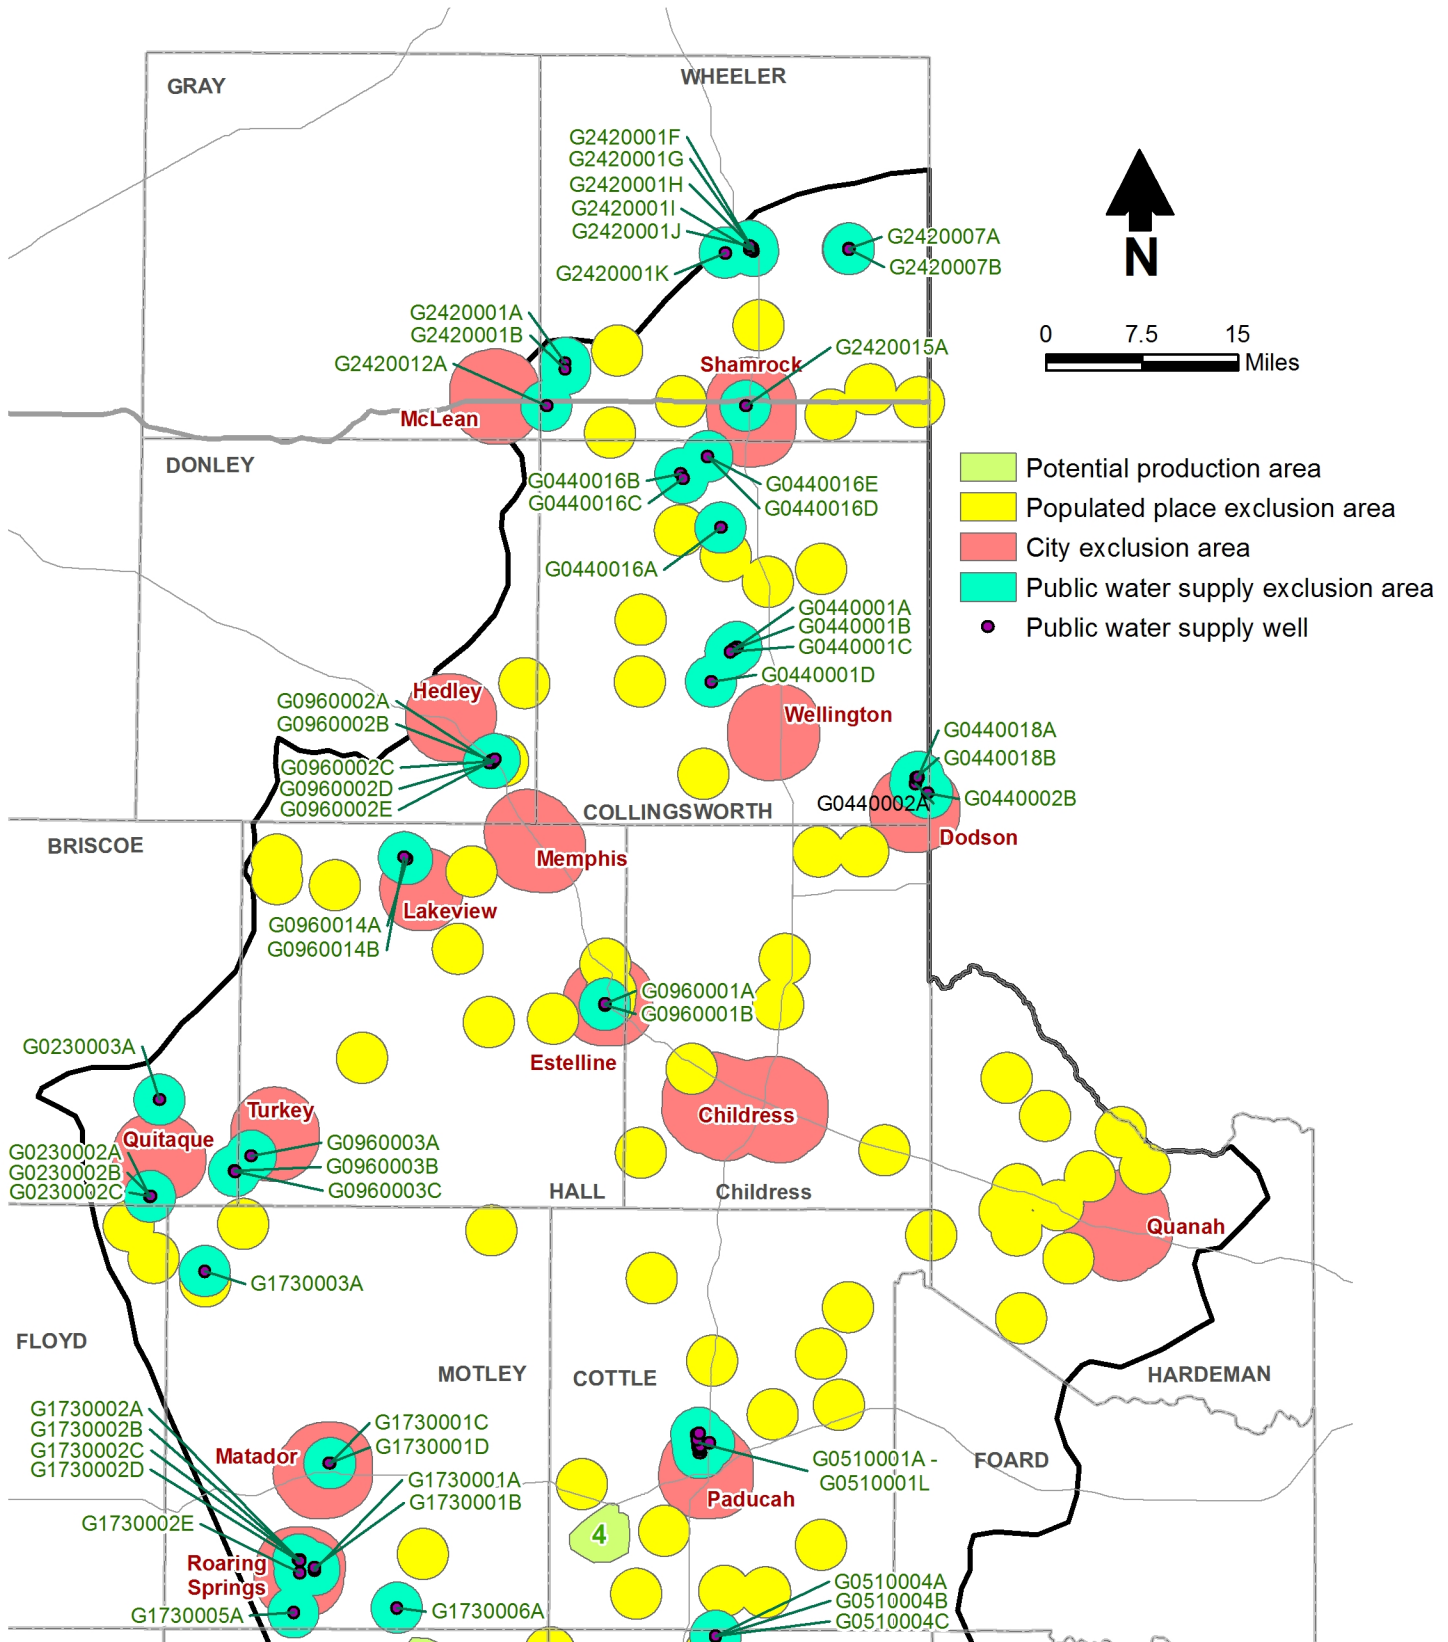 GRAY
WHEELER
G2420001F
G2420001G
G2420001H
G2420001I
G2420001J
G2420001K
G2420007A
G2420007B
N
0 7.5 15
Miles
G2420001A
G2420001B
G2420012A
G2420015A
Shamrock
McLean
DONLEY
Potential production area
Populated place exclusion area
City exclusion area
Public water supply exclusion area
Public water supply well
G0440016B
G0440016C
G0440016E
G0440016D
G0440016A
G0440001A
G0440001B
G0440001C
G0440001D
Hedley
G0960002A
G0960002B
G0960002C
G0960002D
G0960002E
Wellington
G0440018A
G0440018B
G0440002A
G0440002B
COLLINGSWORTH
Dodson
BRISCOE
Memphis
Lakeview
G0960014A
G0960014B
G0960001A
G0960001B
Estelline
G0230003A
Turkey
Quitaque
G0230002A
G0230002B
G0230002C
G0960003A
G0960003B
G0960003C
Childress
HALL
Childress
Quanah
G1730003A
FLOYD
MOTLEY
COTTLE
HARDEMAN
G1730002A
G1730002B
G1730002C
G1730002D
G1730001C
G1730001D
Matador
G1730001A
G1730001B
G1730002E
Roaring
Springs
G1730005A
G1730006A
G0510001A -
G0510001L
FOARD
Paducah
4
G0510004A
G0510004B
G0510004C